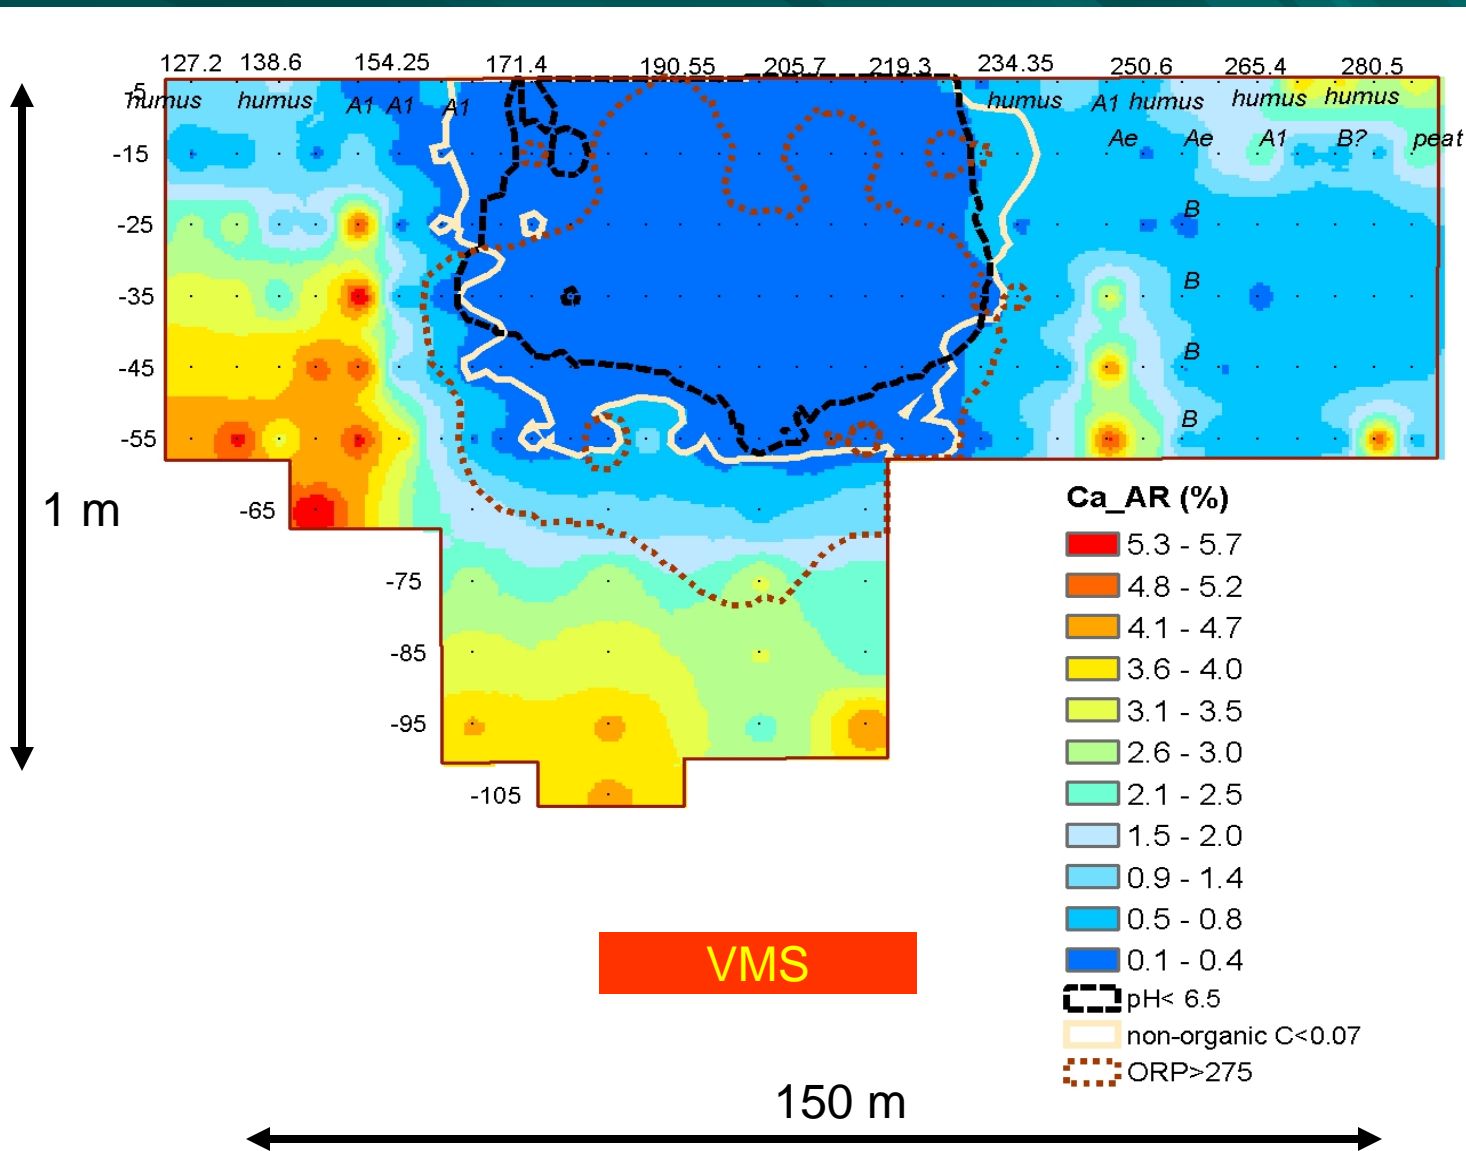 127.2 138.6 154.25 171.4 190.55 205.7 219.3 234.35 250.6 265.4 280.5
-5
humus humus A1 A1 A1 humus A1 humus humus humus
-15 Ae Ae A1 B? peat
-25 B
-35 B
-45 B
-55 B
-65
-75
-85
-95
-105
1 m
Ca_AR (%)
5.3 - 5.7
4.8 - 5.2
4.1 - 4.7
3.6 - 4.0
3.1 - 3.5
2.6 - 3.0
2.1 - 2.5
1.5 - 2.0
0.9 - 1.4
0.5 - 0.8
0.1 - 0.4
pH< 6.5
non-organic C<0.07
ORP>275
VMS
150 m